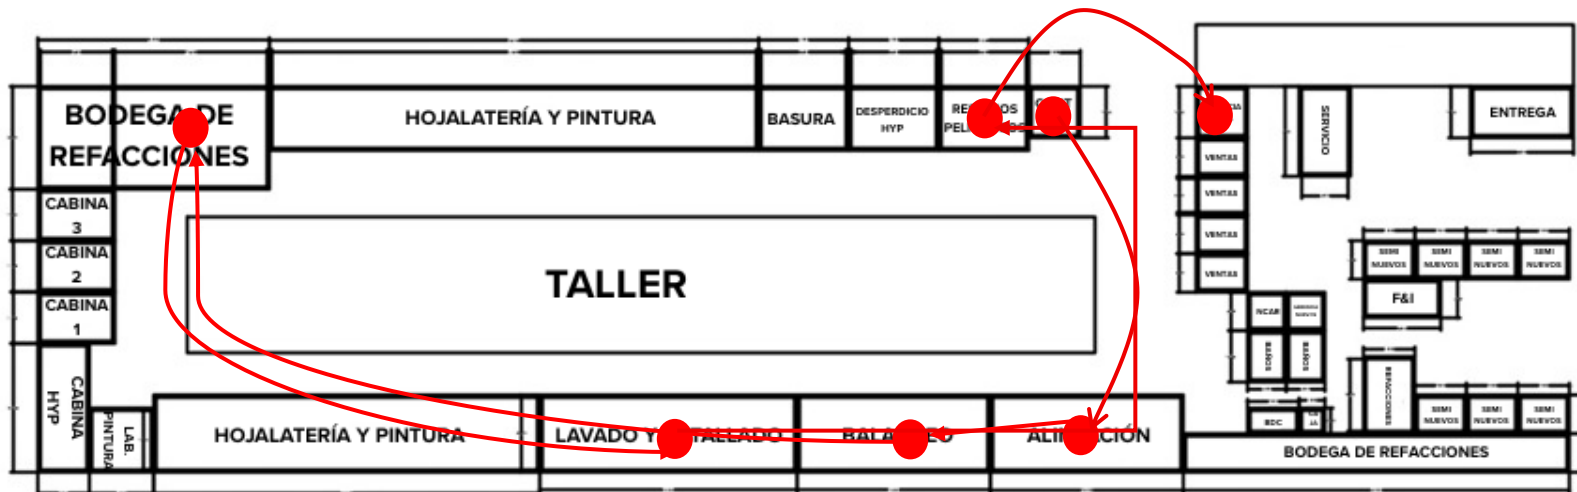 BODEGA DE
REFACCIONES
HOJALATERÍA Y PINTURA
BASURA
DESPERDICIO
HYP
CABINA
3
CABINA
2
CABINA
1
CABINA
HYP
LAB.
PINTURA
TALLER
HOJALATERÍA Y PINTURA
LAVADO Y
VENTAS
VENTAS
VENTAS
VENTAS
SERVICIO
ENTREGA
SEMI
NUEVOS
SEMI
NUEVOS
SEMI
NUEVOS
SEMI
NUEVOS
F&I
NCAR
BAÑOS
BAÑOS
REFACCIONES
BDC
SEMI
NUEVOS
SEMI
NUEVOS
SEMI
NUEVOS
BODEGA DE REFACCIONES